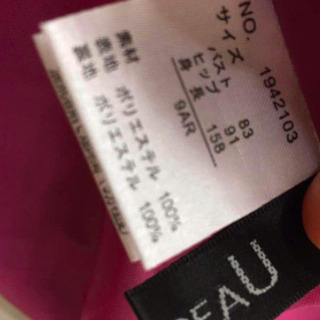 NO. 1942103
サイズ
バスト 83
ヒップ 91
身長 158
9AR
素材
表地 ポリエステル 100%
裏地 ポリエステル 100%
EAU